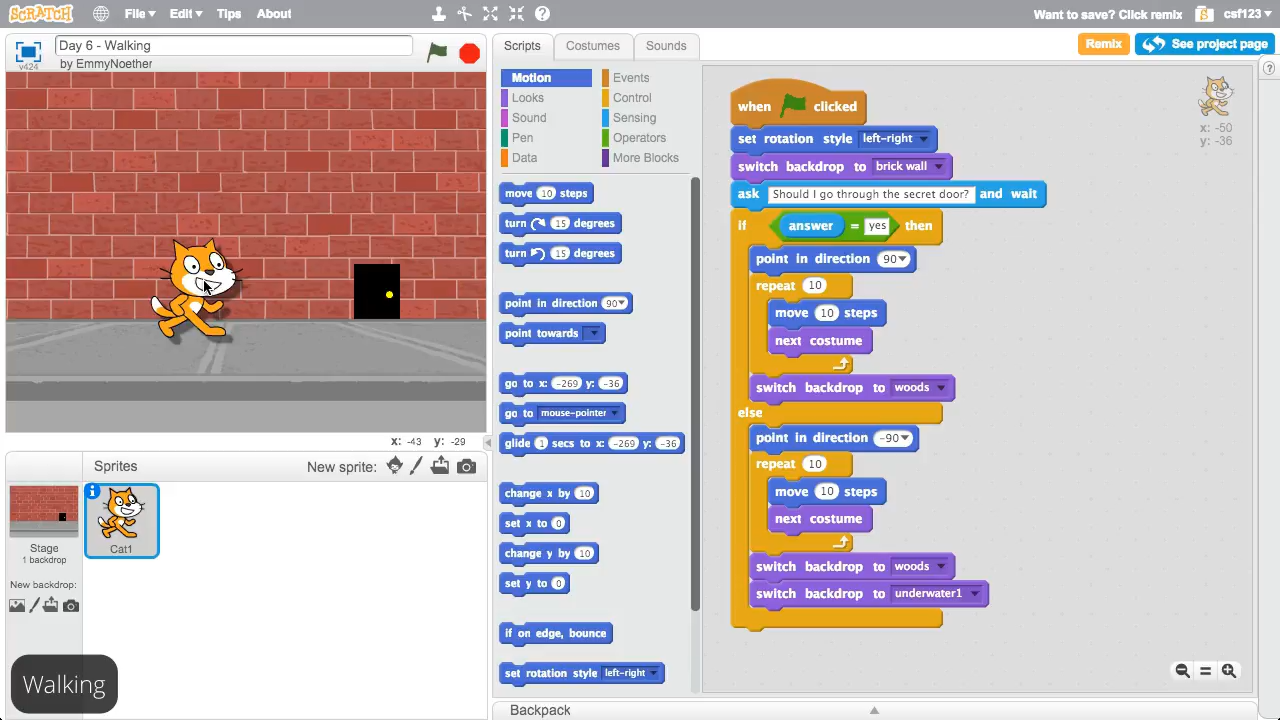 SCRATCH File Edit Tips About Want to save? Click remix csf123
v424 Day 6 - Walking
by EmmyNoether
Scripts Costumes Sounds Remix See project page
Motion Events
Looks Control
Sound Sensing
Pen Operators
Data More Blocks
move 10 steps
turn 15 degrees
turn 15 degrees
point in direction 90
point towards
go to x: -269 y: -36
go to mouse-pointer
glide 1 secs to x: -269 y: -36
change x by 10
set x to 0
change y by 10
set y to 0
if on edge, bounce
set rotation style left-right
when clicked
set rotation style left-right
switch backdrop to brick wall
ask Should I go through the secret door? and wait
if answer = yes then
point in direction 90
repeat 10
move 10 steps
next costume
switch backdrop to woods
else
point in direction -90
repeat 10
move 10 steps
next costume
switch backdrop to woods
switch backdrop to underwater1
x: -50
y: -36
?
x: -43 y: -29
Sprites New sprite:
Stage
1 backdrop
New backdrop:
i
Cat1
Walking
Backpack